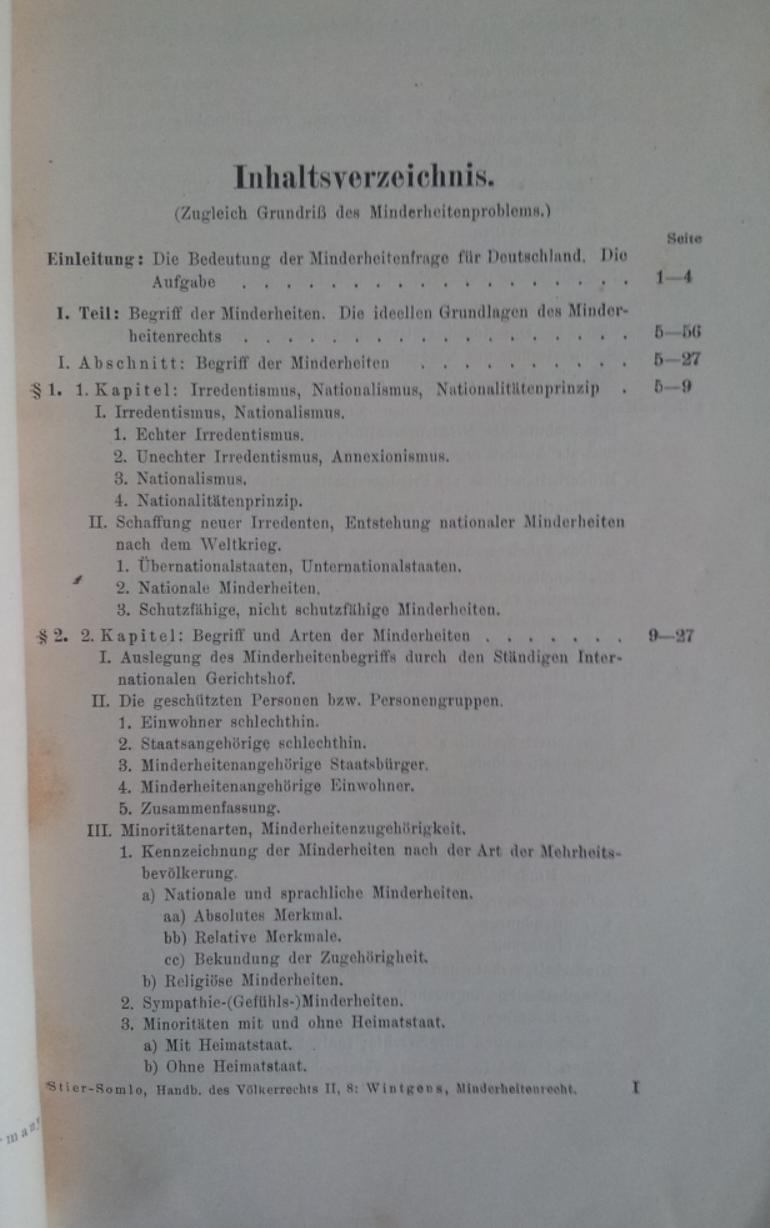 Inhaltsverzeichnis.
(Zugleich Grundriß des Minderheitenproblems.)
Seite
Einleitung: Die Bedeutung der Minderheitenfrage für Deutschland. Die
Aufgabe . . . . . . . . . . . . . . . . 1—4
I. Teil: Begriff der Minderheiten. Die ideellen Grundlagen des Minder-
heitenrechts . . . . . . . . . . . . . . . 5—56
I. Abschnitt: Begriff der Minderheiten . . . . . . . . . 5—27
§ 1. 1. Kapitel: Irredentismus, Nationalismus, Nationalitätenprinzip . 5—9
I. Irredentismus, Nationalismus.
1. Echter Irredentismus.
2. Unechter Irredentismus, Annexionismus.
3. Nationalismus.
4. Nationalitätenprinzip.
II. Schaffung neuer Irredenten, Entstehung nationaler Minderheiten
nach dem Weltkrieg.
1. Übernationalstaaten, Unternationalstaaten.
2. Nationale Minderheiten.
3. Schutzfähige, nicht schutzfähige Minderheiten.
§ 2. 2. Kapitel: Begriff und Arten der Minderheiten . . . . . . 9—27
I. Auslegung des Minderheitenbegriffs durch den Ständigen Inter-
nationalen Gerichtshof.
II. Die geschützten Personen bzw. Personengruppen.
1. Einwohner schlechthin.
2. Staatsangehörige schlechthin.
3. Minderheitenangehörige Staatsbürger.
4. Minderheitenangehörige Einwohner.
5. Zusammenfassung.
III. Minoritätenarten, Minderheitenzugehörigkeit.
1. Kennzeichnung der Minderheiten nach der Art der Mehrheits-
bevölkerung.
a) Nationale und sprachliche Minderheiten.
aa) Absolutes Merkmal.
bb) Relative Merkmale.
cc) Bekundung der Zugehörigkeit.
b) Religiöse Minderheiten.
2. Sympathie-(Gefühls-)Minderheiten.
3. Minoritäten mit und ohne Heimatstaat.
a) Mit Heimatstaat.
b) Ohne Heimatstaat.
Stier-Somlo, Handb. des Völkerrechts II, 8: Wintgens, Minderheitenrecht. I